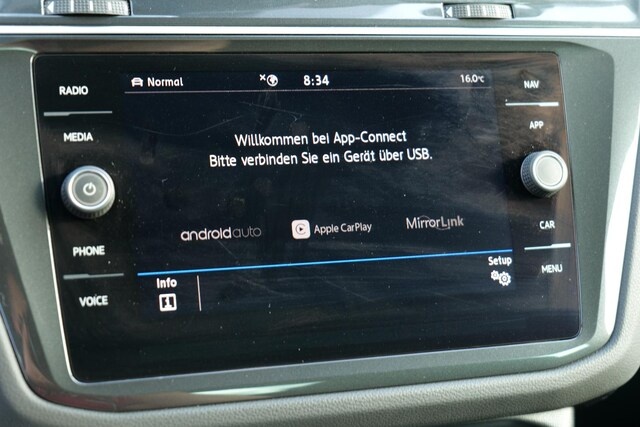 RADIO
MEDIA
PHONE
VOICE
Normal
8:34
16.0°C
Willkommen bei App-Connect
Bitte verbinden Sie ein Gerät über USB.
androidauto
Apple CarPlay
MirrorLink
Info
Setup
NAV
APP
CAR
MENU